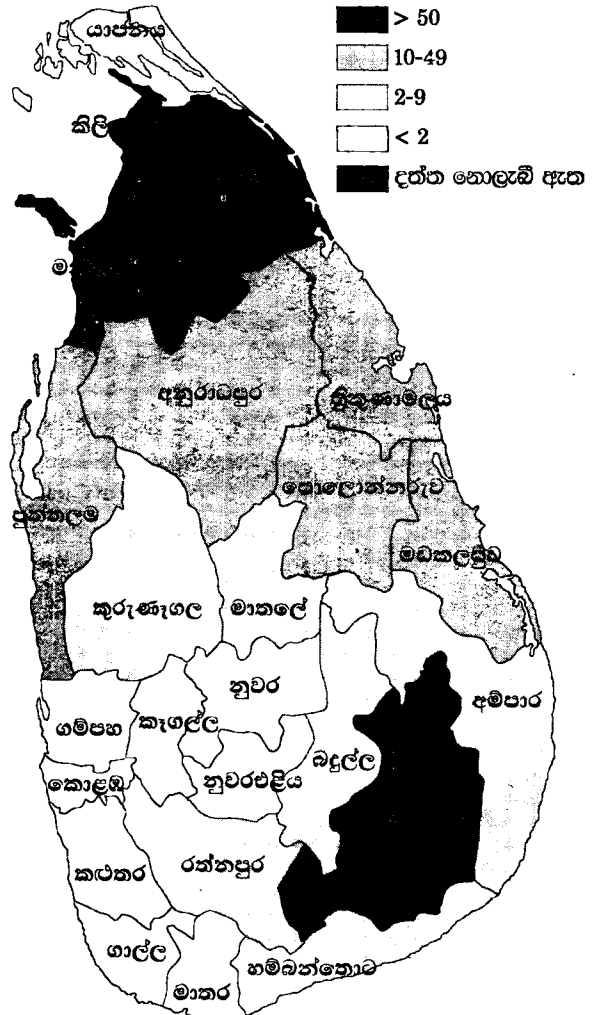 යාපනය
> 50
10-49
2-9
< 2
දත්ත නොලැබී ඇත
කිලි
ම
අනුරාධපුර
ත්‍රිකුණාමලය
පොලොන්නරුව
පුත්තලම
මඩකලපුව
කුරුණෑගල
මාතලේ
නුවර
අම්පාර
ගම්පහ
කෑගල්ල
බදුල්ල
නුවරඑළිය
කොළඹ
රත්නපුර
කළුතර
ගාල්ල
හම්බන්තොට
මාතර